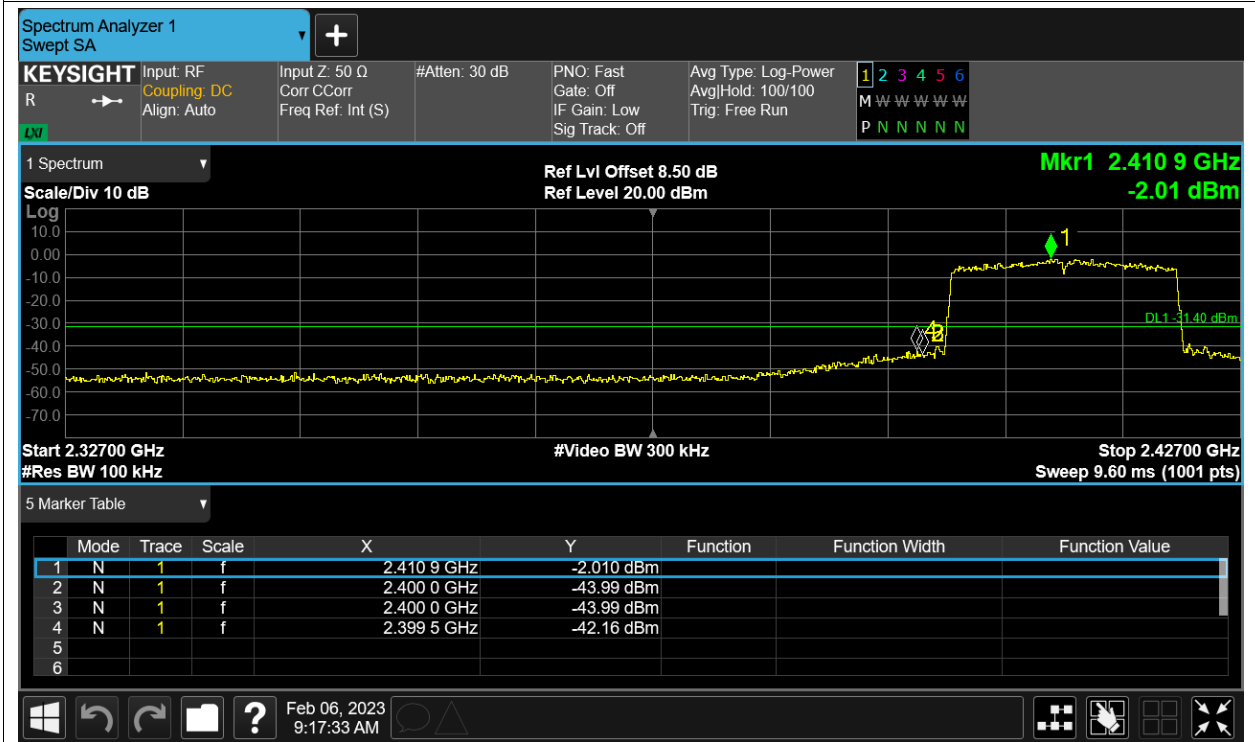 Spectrum Analyzer 1
Swept SA
KEYSIGHT
R
LXI
Input: RF
Coupling: DC
Align: Auto
Input Z: 50 Ω
Corr CCorr
Freq Ref: Int (S)
#Atten: 30 dB
PNO: Fast
Gate: Off
IF Gain: Low
Sig Track: Off
Avg Type: Log-Power
Avg|Hold: 100/100
Trig: Free Run
1 2 3 4 5 6
M W W W W W
P N N N N N
1 Spectrum
Scale/Div 10 dB
Ref Lvl Offset 8.50 dB
Ref Level 20.00 dBm
Mkr1 2.410 9 GHz
-2.01 dBm
Log
10.0
0.00
-10.0
-20.0
-30.0
-40.0
-50.0
-60.0
-70.0
1
DL1 -31.40 dBm
Start 2.32700 GHz
#Video BW 300 kHz
Stop 2.42700 GHz
#Res BW 100 kHz
Sweep 9.60 ms (1001 pts)
5 Marker Table
Mode Trace Scale X Y Function Function Width Function Value
1 N 1 f 2.410 9 GHz -2.010 dBm
2 N 1 f 2.400 0 GHz -43.99 dBm
3 N 1 f 2.400 0 GHz -43.99 dBm
4 N 1 f 2.399 5 GHz -42.16 dBm
5
6
?
Feb 06, 2023
9:17:33 AM